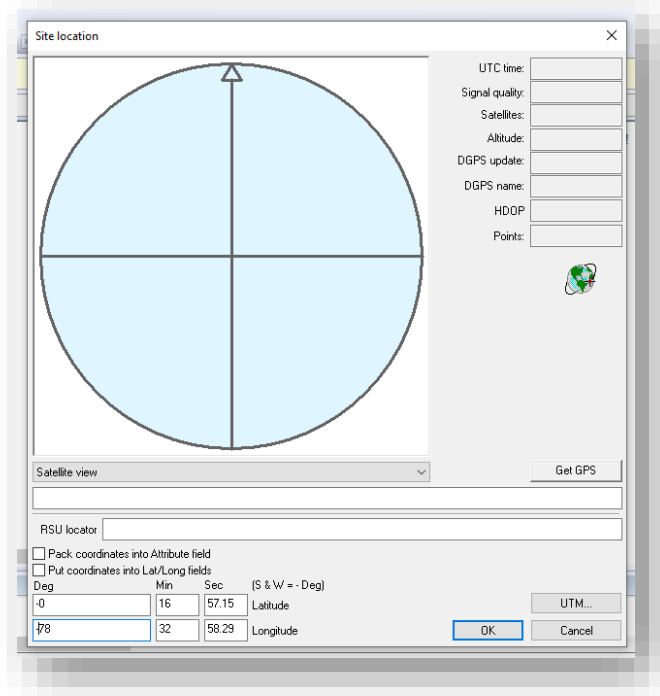 Site location
UTC time:
Signal quality:
Satellites:
Altitude:
DGPS update:
DGPS name:
HDOP
Points:
Satellite view
Get GPS
RSU locator
Pack coordinates into Attribute field
Put coordinates into Lat/Long fields
Deg Min Sec (S & W = - Deg)
-0 16 57.15 Latitude UTM...
-78 32 58.29 Longitude OK Cancel